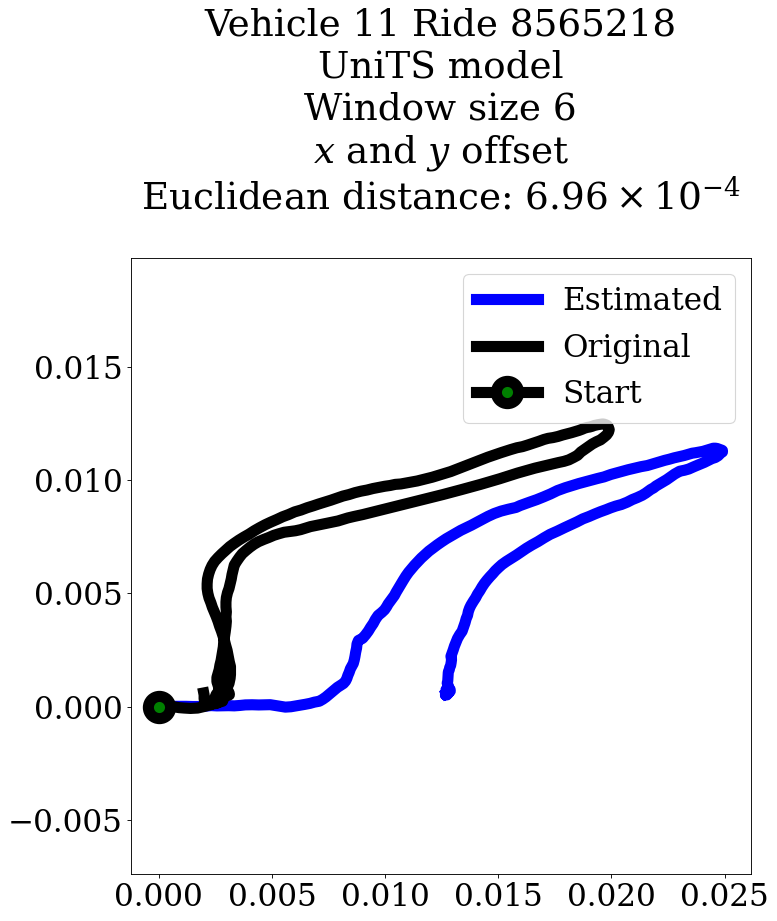 Vehicle 11 Ride 8565218
UniTS model
Window size 6
x and y offset
Euclidean distance: 6.96 × 10⁻⁴
Estimated
Original
Start
0.015
0.010
0.005
0.000
−0.005
0.000 0.005 0.010 0.015 0.020 0.025